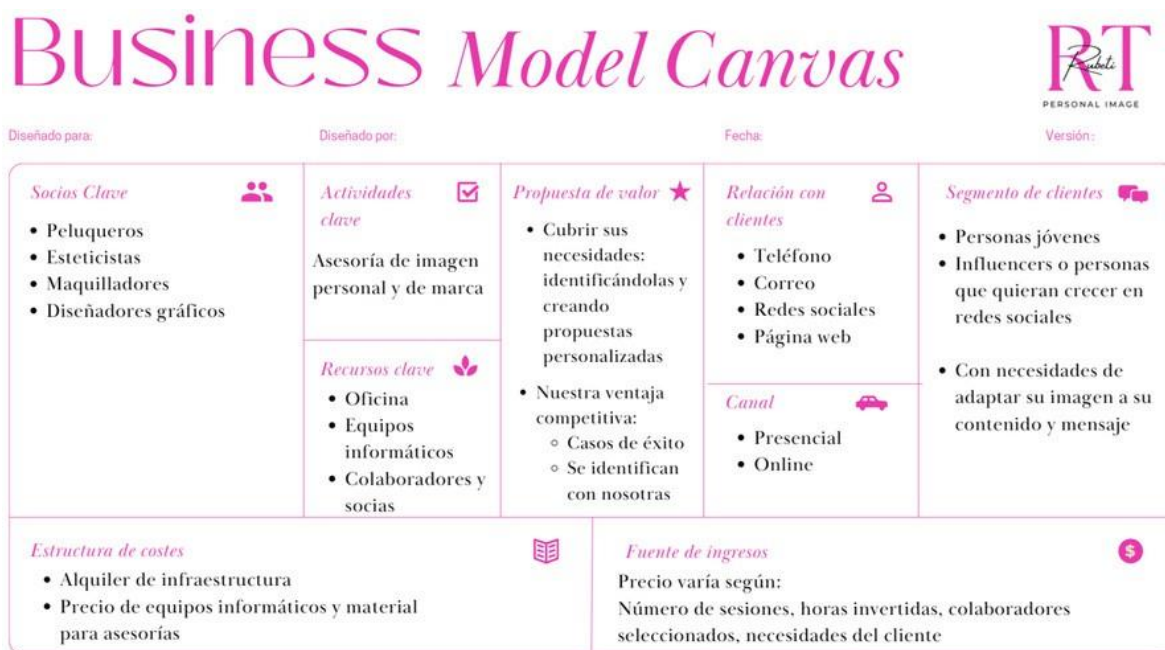 Business Model Canvas
RT
Rubeti
PERSONAL IMAGE
Diseñado para:
Diseñado por:
Fecha:
Versión:
Socios Clave
• Peluqueros
• Esteticistas
• Maquilladores
• Diseñadores gráficos
Actividades
clave
Asesoría de imagen
personal y de marca
Recursos clave
• Oficina
• Equipos
informáticos
• Colaboradores y
socias
Propuesta de valor
• Cubrir sus
necesidades:
identificándolas y
creando
propuestas
personalizadas
• Nuestra ventaja
competitiva:
◦ Casos de éxito
◦ Se identifican
con nosotras
Relación con
clientes
• Teléfono
• Correo
• Redes sociales
• Página web
Canal
• Presencial
• Online
Segmento de clientes
• Personas jóvenes
• Influencers o personas
que quieran crecer en
redes sociales
• Con necesidades de
adaptar su imagen a su
contenido y mensaje
Estructura de costes
• Alquiler de infraestructura
• Precio de equipos informáticos y material
para asesorías
Fuente de ingresos
$
Precio varía según:
Número de sesiones, horas invertidas, colaboradores
seleccionados, necesidades del cliente